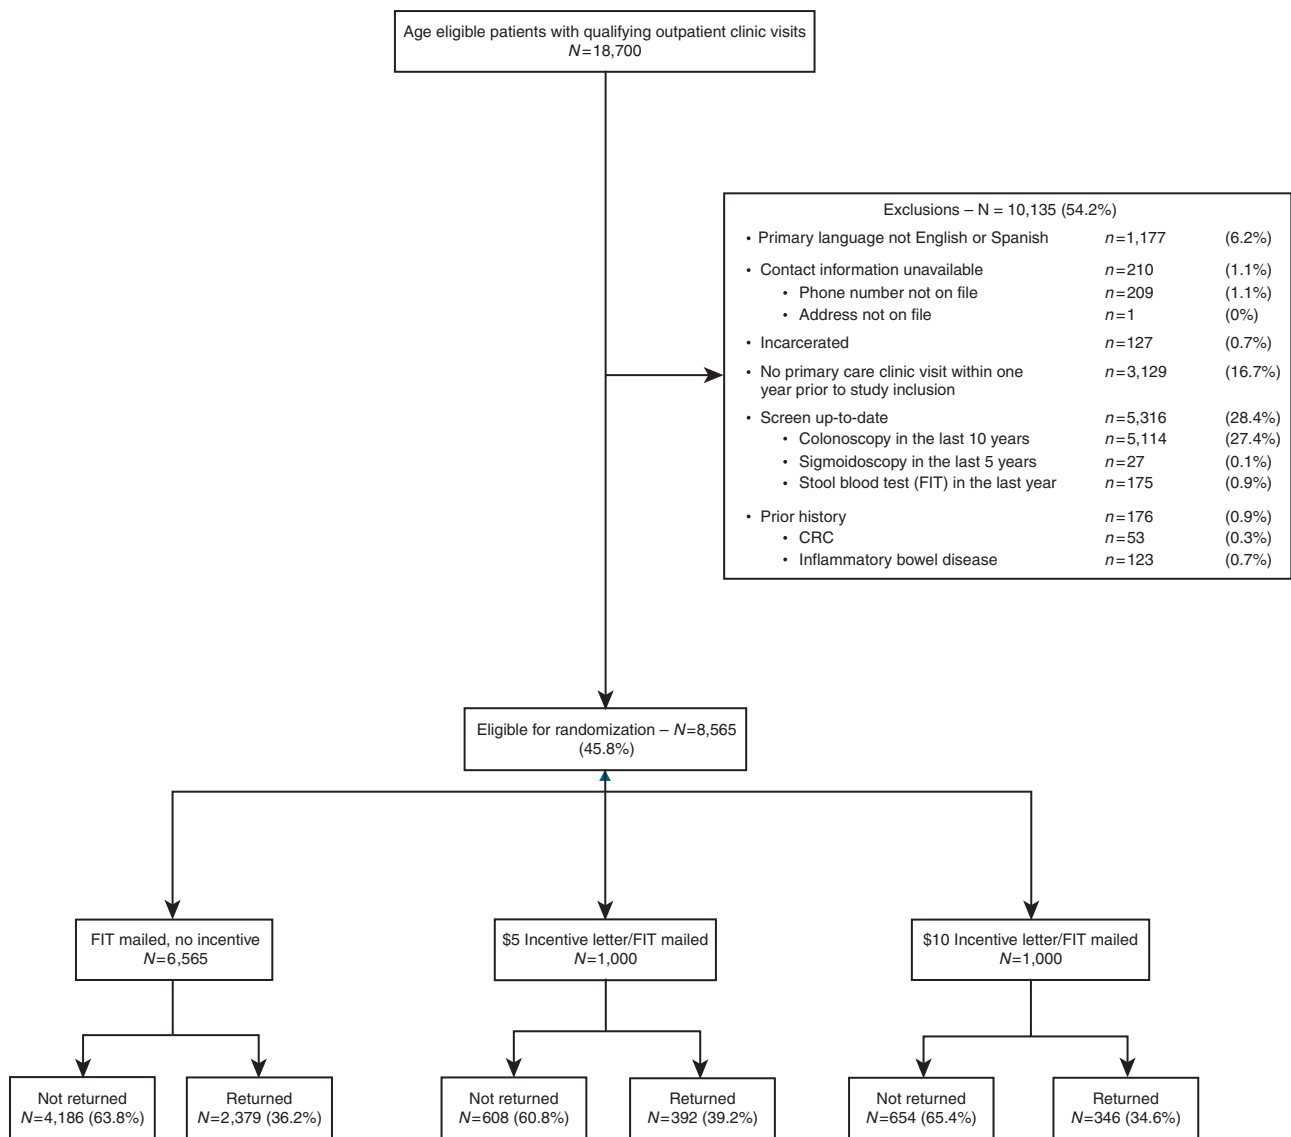 Age eligible patients with qualifying outpatient clinic visits
N=18,700
Exclusions – N = 10,135 (54.2%)
• Primary language not English or Spanish n=1,177 (6.2%)
• Contact information unavailable n=210 (1.1%)
• Phone number not on file n=209 (1.1%)
• Address not on file n=1 (0%)
• Incarcerated n=127 (0.7%)
• No primary care clinic visit within one n=3,129 (16.7%)
year prior to study inclusion
• Screen up-to-date n=5,316 (28.4%)
• Colonoscopy in the last 10 years n=5,114 (27.4%)
• Sigmoidoscopy in the last 5 years n=27 (0.1%)
• Stool blood test (FIT) in the last year n=175 (0.9%)
• Prior history n=176 (0.9%)
• CRC n=53 (0.3%)
• Inflammatory bowel disease n=123 (0.7%)
Eligible for randomization – N=8,565
(45.8%)
FIT mailed, no incentive
N=6,565
$5 Incentive letter/FIT mailed
N=1,000
$10 Incentive letter/FIT mailed
N=1,000
Not returned
N=4,186 (63.8%)
Returned
N=2,379 (36.2%)
Not returned
N=608 (60.8%)
Returned
N=392 (39.2%)
Not returned
N=654 (65.4%)
Returned
N=346 (34.6%)